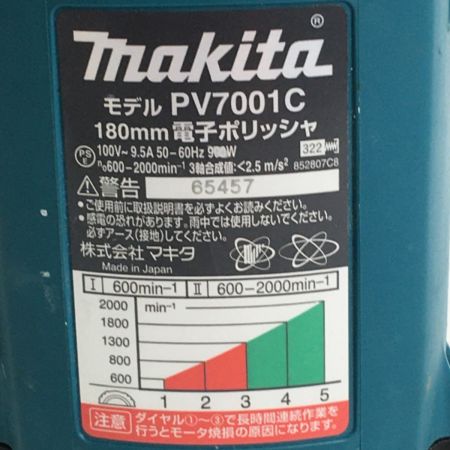 makita®
モデル PV7001C
180mm 電子ポリッシャ
PS E 100V~ 9.5A 50-60Hz 900W 322
n₀600-2000min⁻¹ 3軸合成値:<2.5 m/s² 852807C8
⚠警告 65457
●ご使用前に取扱説明書を必ずよくお読みください。
●感電の恐れがあります。雨中では使用しないでください。
必ずアース(接地)してください。
株式会社 マキタ
Made in Japan
I 600min⁻¹ II 600-2000min⁻¹
min⁻¹
2000
1800
1300
800
600
1 2 3 4 5
注意 ダイヤル①~③で長時間連続作業を
行うとモータ焼損の原因になります。